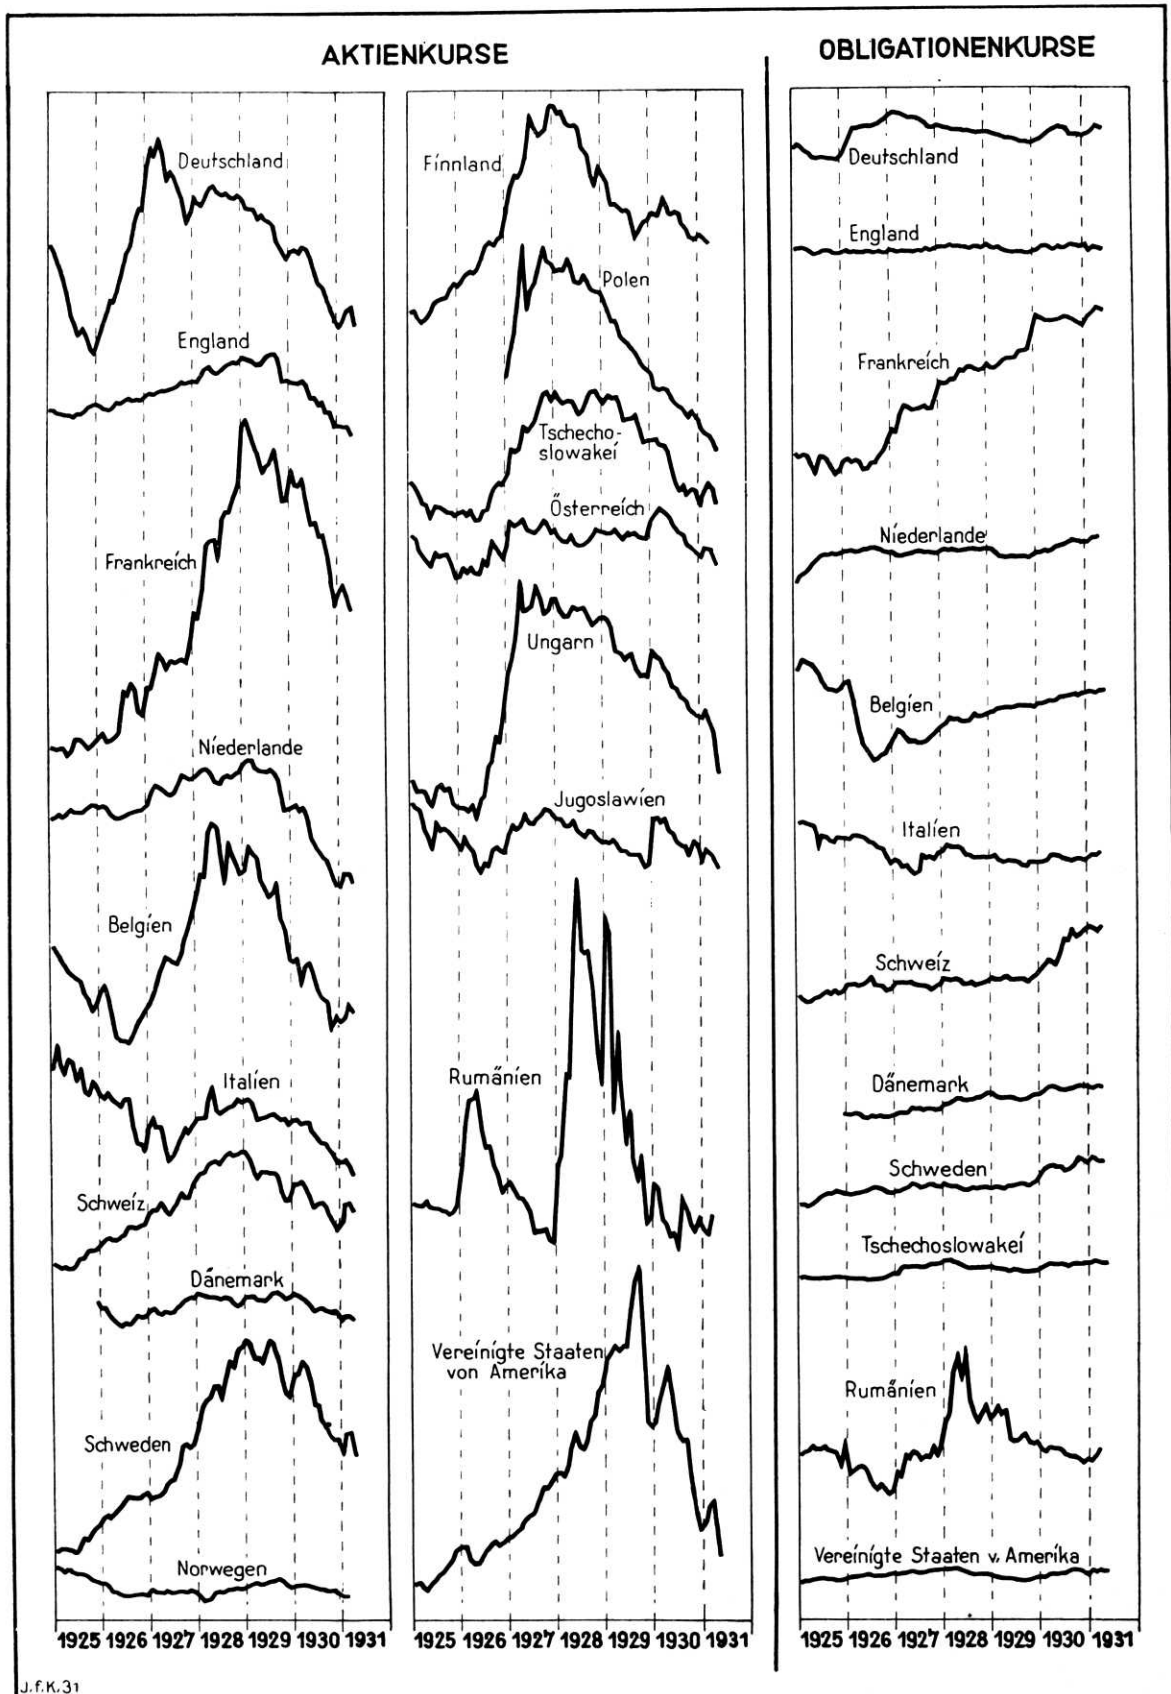 AKTIENKURSE
OBLIGATIONENKURSE
Deutschland
England
Frankreich
Niederlande
Belgien
Italien
Schweiz
Dänemark
Schweden
Norwegen
1925 1926 1927 1928 1929 1930 1931
Finnland
Polen
Tschecho-
slowakei
Österreich
Ungarn
Jugoslawien
Rumänien
Vereinigte Staaten
von Amerika
1925 1926 1927 1928 1929 1930 1931
Deutschland
England
Frankreich
Niederlande
Belgien
Italien
Schweiz
Dänemark
Schweden
Tschechoslowakei
Rumänien
Vereinigte Staaten v. Amerika
1925 1926 1927 1928 1929 1930 1931
J.f.K.31